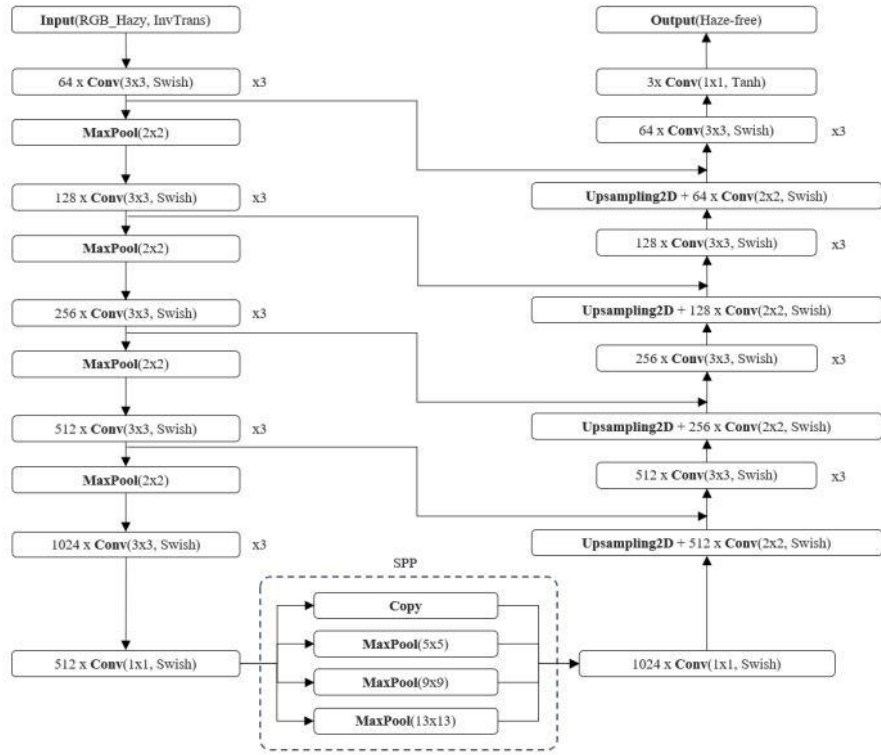 Input(RGB_Hazy, InvTrans)
64 x Conv(3x3, Swish) x3
MaxPool(2x2)
128 x Conv(3x3, Swish) x3
MaxPool(2x2)
256 x Conv(3x3, Swish) x3
MaxPool(2x2)
512 x Conv(3x3, Swish) x3
MaxPool(2x2)
1024 x Conv(3x3, Swish) x3
512 x Conv(1x1, Swish)
SPP
Copy
MaxPool(5x5)
MaxPool(9x9)
MaxPool(13x13)
1024 x Conv(1x1, Swish)
Upsampling2D + 512 x Conv(2x2, Swish)
512 x Conv(3x3, Swish) x3
Upsampling2D + 256 x Conv(2x2, Swish)
256 x Conv(3x3, Swish) x3
Upsampling2D + 128 x Conv(2x2, Swish)
128 x Conv(3x3, Swish) x3
Upsampling2D + 64 x Conv(2x2, Swish)
64 x Conv(3x3, Swish) x3
3x Conv(1x1, Tanh)
Output(Haze-free)